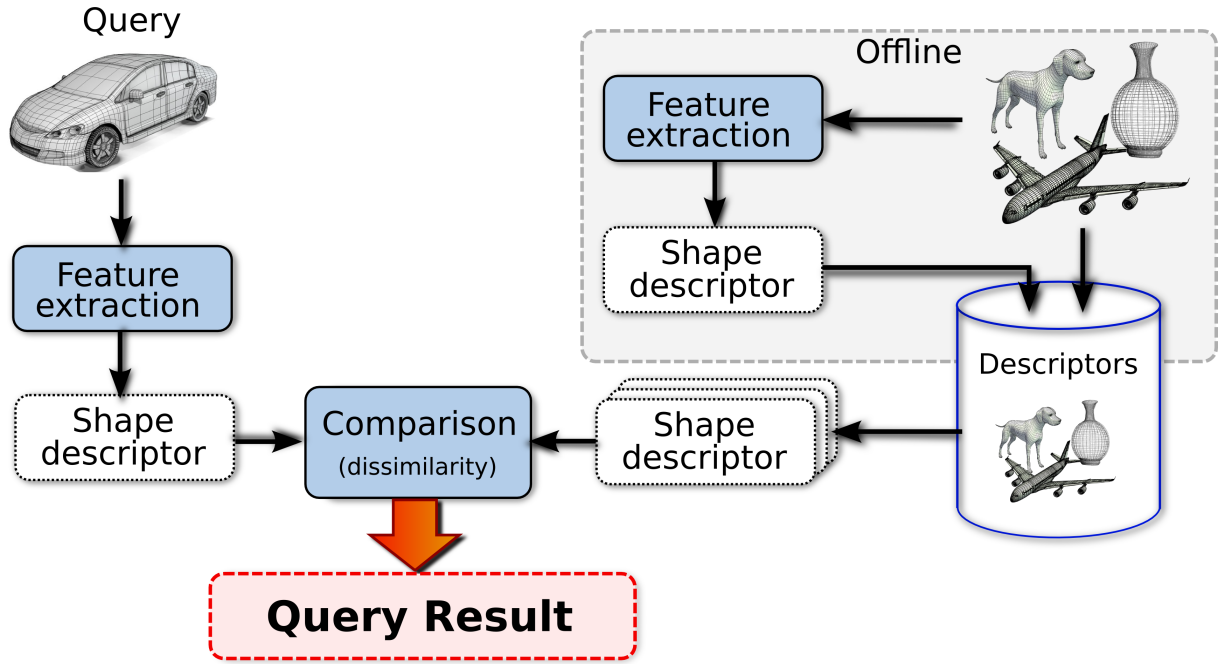 Query
Offline
Feature
extraction
Shape
descriptor
Feature
extraction
Shape
descriptor
Comparison
(dissimilarity)
Shape
descriptor
Descriptors
Query Result